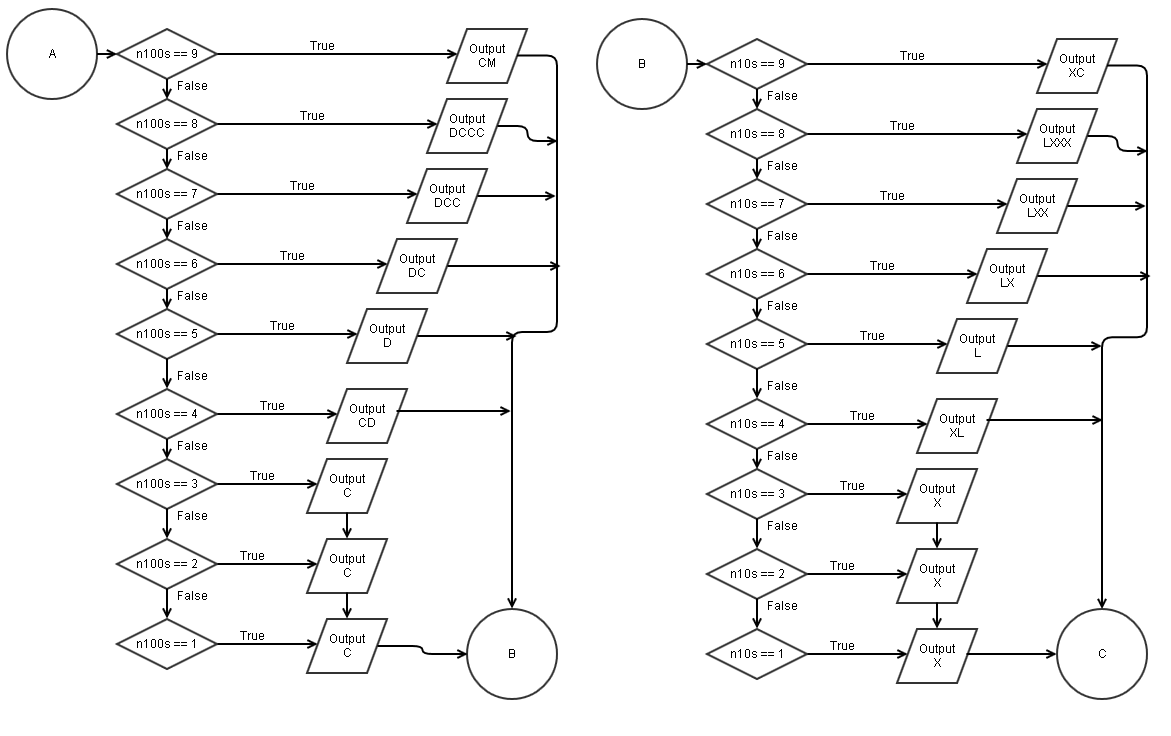 A
n100s == 9
True
Output
CM
False
n100s == 8
True
Output
DCCC
False
n100s == 7
True
Output
DCC
False
n100s == 6
True
Output
DC
False
n100s == 5
True
Output
D
False
n100s == 4
True
Output
CD
False
n100s == 3
True
Output
C
False
n100s == 2
True
Output
C
False
n100s == 1
True
Output
C
B
B
n10s == 9
True
Output
XC
False
n10s == 8
True
Output
LXXX
False
n10s == 7
True
Output
LXX
False
n10s == 6
True
Output
LX
False
n10s == 5
True
Output
L
False
n10s == 4
True
Output
XL
False
n10s == 3
True
Output
X
False
n10s == 2
True
Output
X
False
n10s == 1
True
Output
X
C